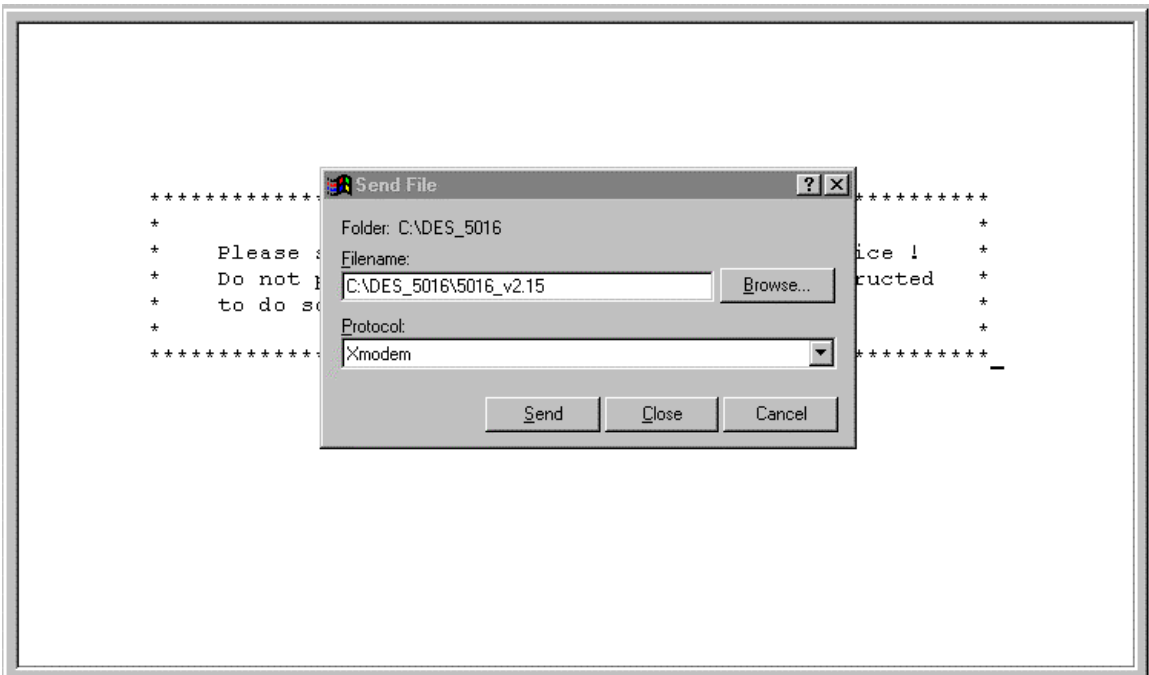 Send File
Folder: C:\DES_5016
Filename:
C:\DES_5016\5016_v2.15
Browse...
Protocol:
Xmodem
Send Close Cancel
*************  **********
*  *
*  Please  ice !  *
*  Do not  ructed  *
*  to do  *
*  *
*************  **********